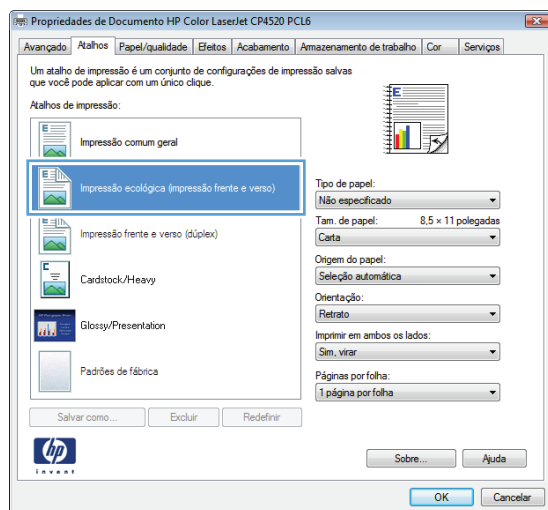 Propriedades de Documento HP Color LaserJet CP4520 PCL6
Avançado Atalhos Papel/qualidade Efeitos Acabamento Armazenamento de trabalho Cor Serviços
Um atalho de impressão é um conjunto de configurações de impressão salvas
que você pode aplicar com um único clique.
Atalhos de impressão:
Impressão comum geral
Impressão ecológica (impressão frente e verso)
Impressão frente e verso (dúplex)
Cardstock/Heavy
Glossy/Presentation
Padrões de fábrica
Salvar como... Excluir Redefinir
E
Tipo de papel:
Não especificado
Tam. de papel: 8,5 × 11 polegadas
Carta
Origem do papel:
Seleção automática
Orientação:
Retrato
Imprimir em ambos os lados:
Sim, virar
Páginas por folha:
1 página por folha
hp
invent
Sobre... Ajuda
OK Cancelar